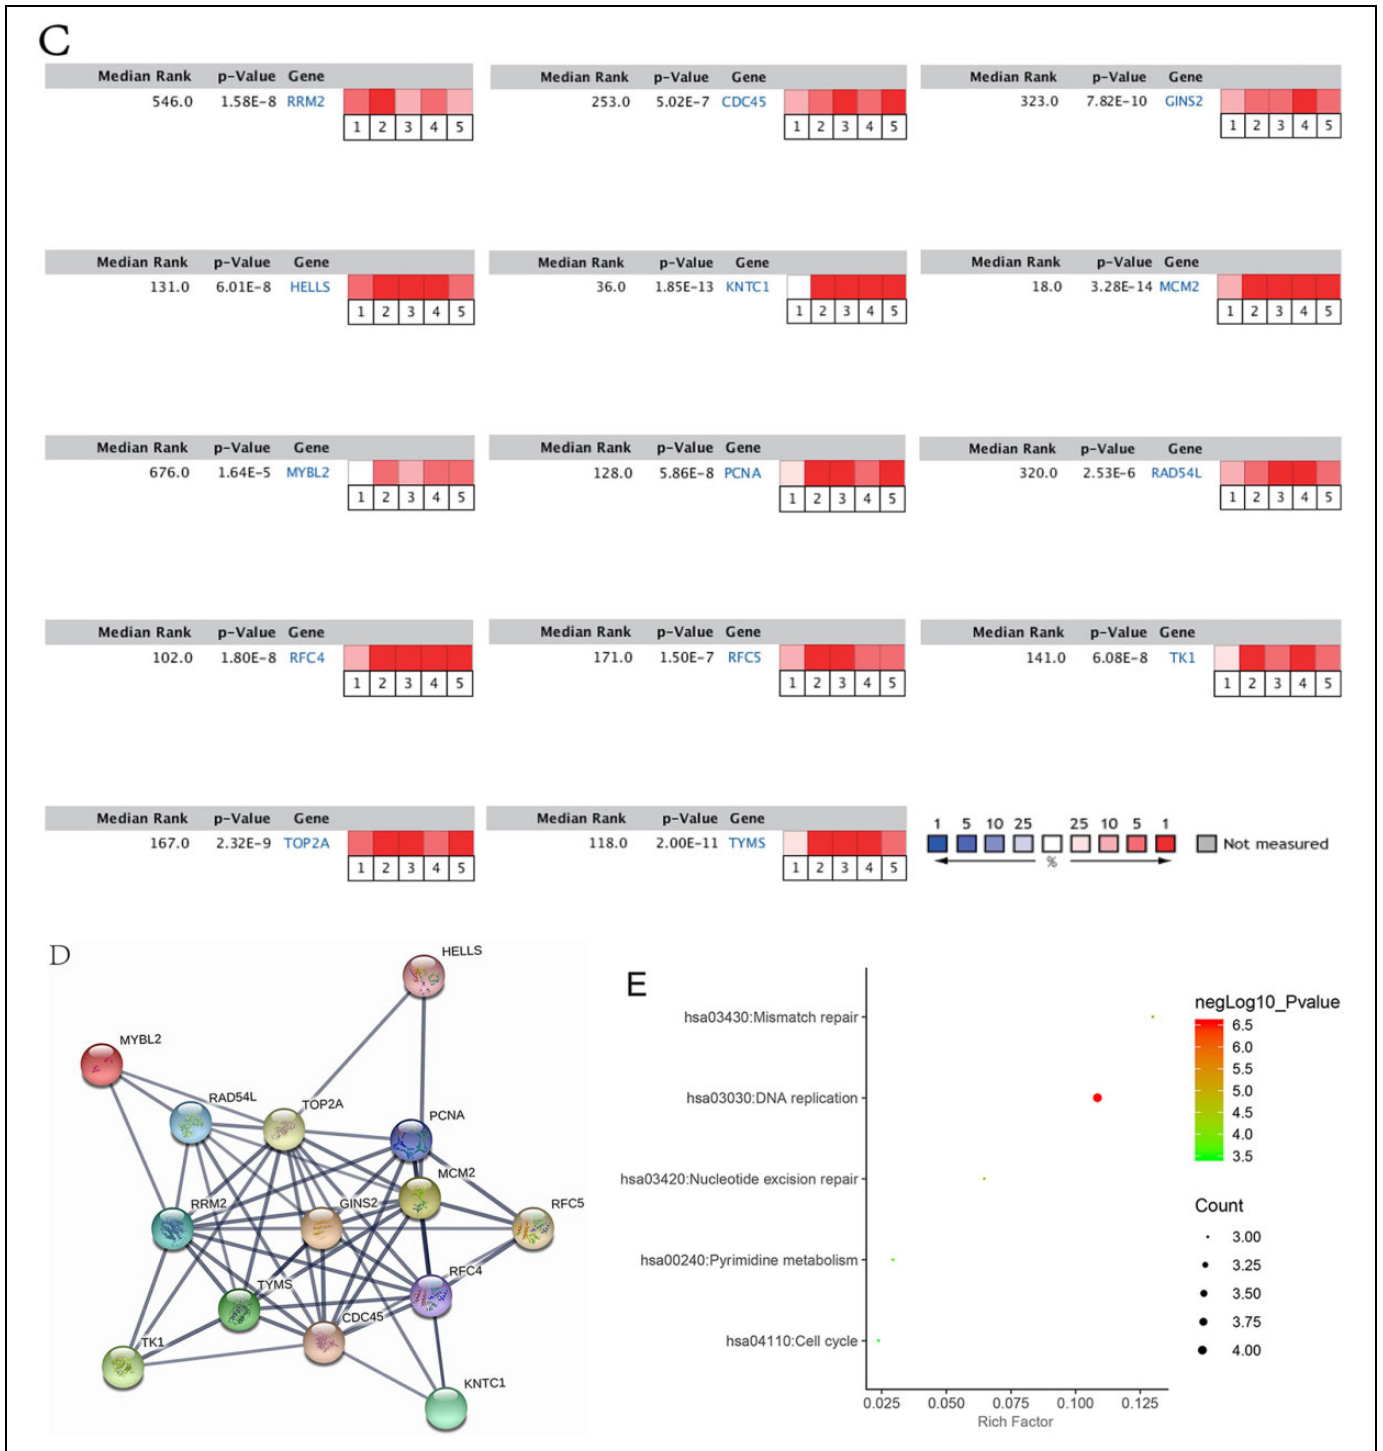 C
Median Rank p-Value Gene
546.0 1.58E-8 RRM2
1 2 3 4 5
Median Rank p-Value Gene
253.0 5.02E-7 CDC45
1 2 3 4 5
Median Rank p-Value Gene
323.0 7.82E-10 GINS2
1 2 3 4 5
Median Rank p-Value Gene
131.0 6.01E-8 HELLS
1 2 3 4 5
Median Rank p-Value Gene
36.0 1.85E-13 KNTC1
1 2 3 4 5
Median Rank p-Value Gene
18.0 3.28E-14 MCM2
1 2 3 4 5
Median Rank p-Value Gene
676.0 1.64E-5 MYBL2
1 2 3 4 5
Median Rank p-Value Gene
128.0 5.86E-8 PCNA
1 2 3 4 5
Median Rank p-Value Gene
320.0 2.53E-6 RAD54L
1 2 3 4 5
Median Rank p-Value Gene
102.0 1.80E-8 RFC4
1 2 3 4 5
Median Rank p-Value Gene
171.0 1.50E-7 RFC5
1 2 3 4 5
Median Rank p-Value Gene
141.0 6.08E-8 TK1
1 2 3 4 5
Median Rank p-Value Gene
167.0 2.32E-9 TOP2A
1 2 3 4 5
Median Rank p-Value Gene
118.0 2.00E-11 TYMS
1 2 3 4 5
1 5 10 25 25 10 5 1
%
Not measured
D
HELLS
MYBL2
RAD54L
TOP2A
PCNA
MCM2
RRM2
GINS2
RFC5
RFC4
TYMS
CDC45
TK1
KNTC1
E
hsa03430:Mismatch repair
hsa03030:DNA replication
hsa03420:Nucleotide excision repair
hsa00240:Pyrimidine metabolism
hsa04110:Cell cycle
0.025 0.050 0.075 0.100 0.125
Rich Factor
negLog10_Pvalue
6.5
6.0
5.5
5.0
4.5
4.0
3.5
Count
3.00
3.25
3.50
3.75
4.00